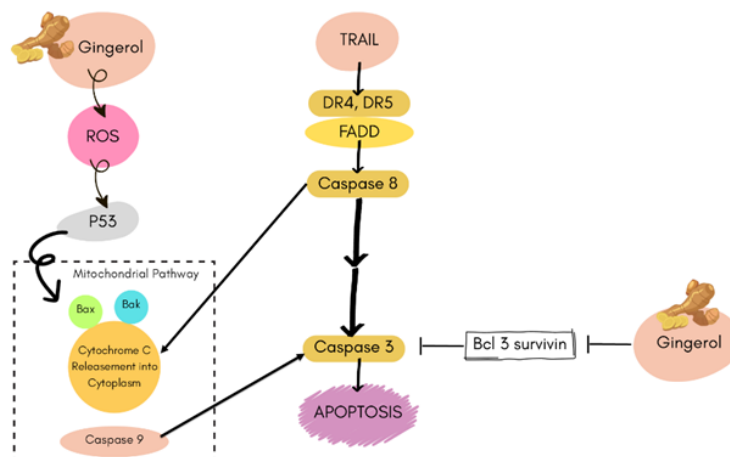 Gingerol
ROS
P53
Mitochondrial Pathway
Bax
Bak
Cytochrome C
Releasement into
Cytoplasm
Caspase 9
TRAIL
DR4, DR5
FADD
Caspase 8
Caspase 3
APOPTOSIS
Bcl 3 survivin
Gingerol